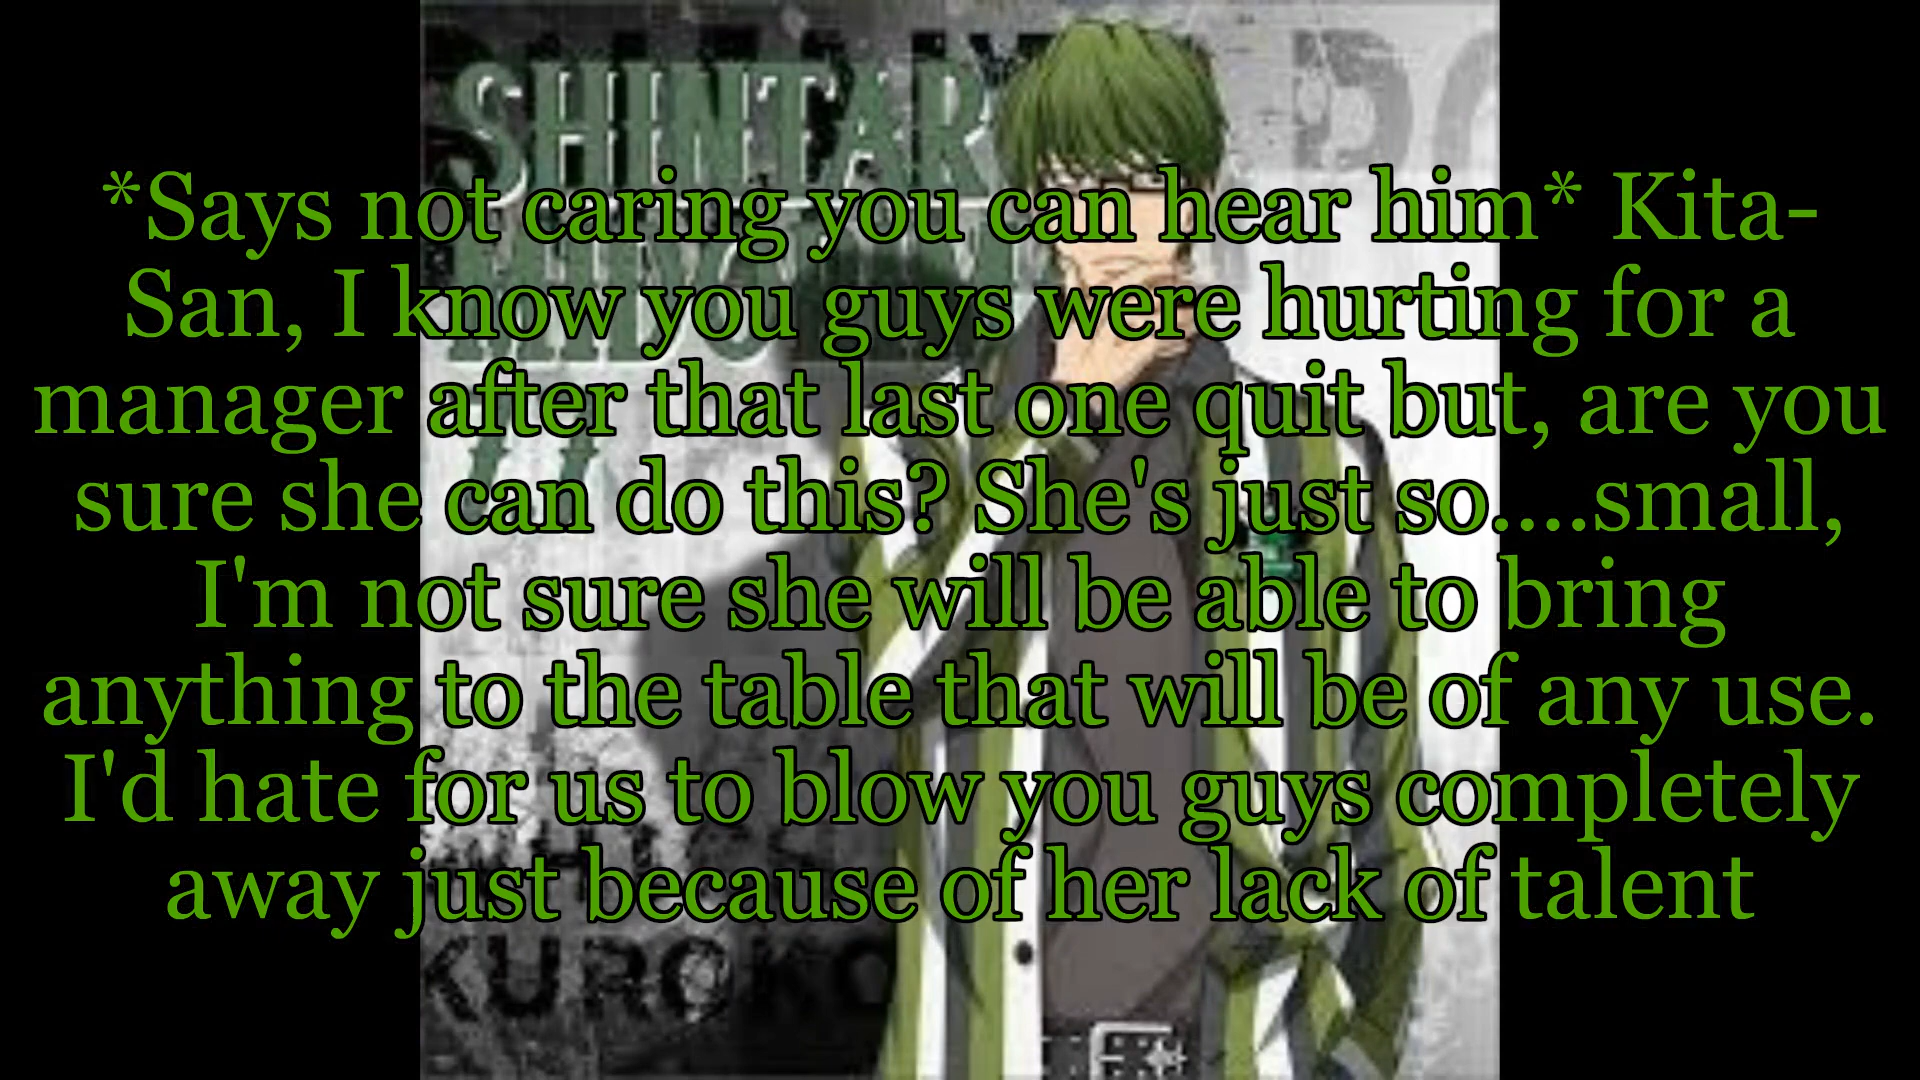 SHINTAR
*Says not caring you can hear him* Kita-
San, I know you guys were hurting for a
manager after that last one quit but, are you
sure she can do this? She's just so....small,
I'm not sure she will be able to bring
anything to the table that will be of any use.
I'd hate for us to blow you guys completely
away just because of her lack of talent
KUROKO